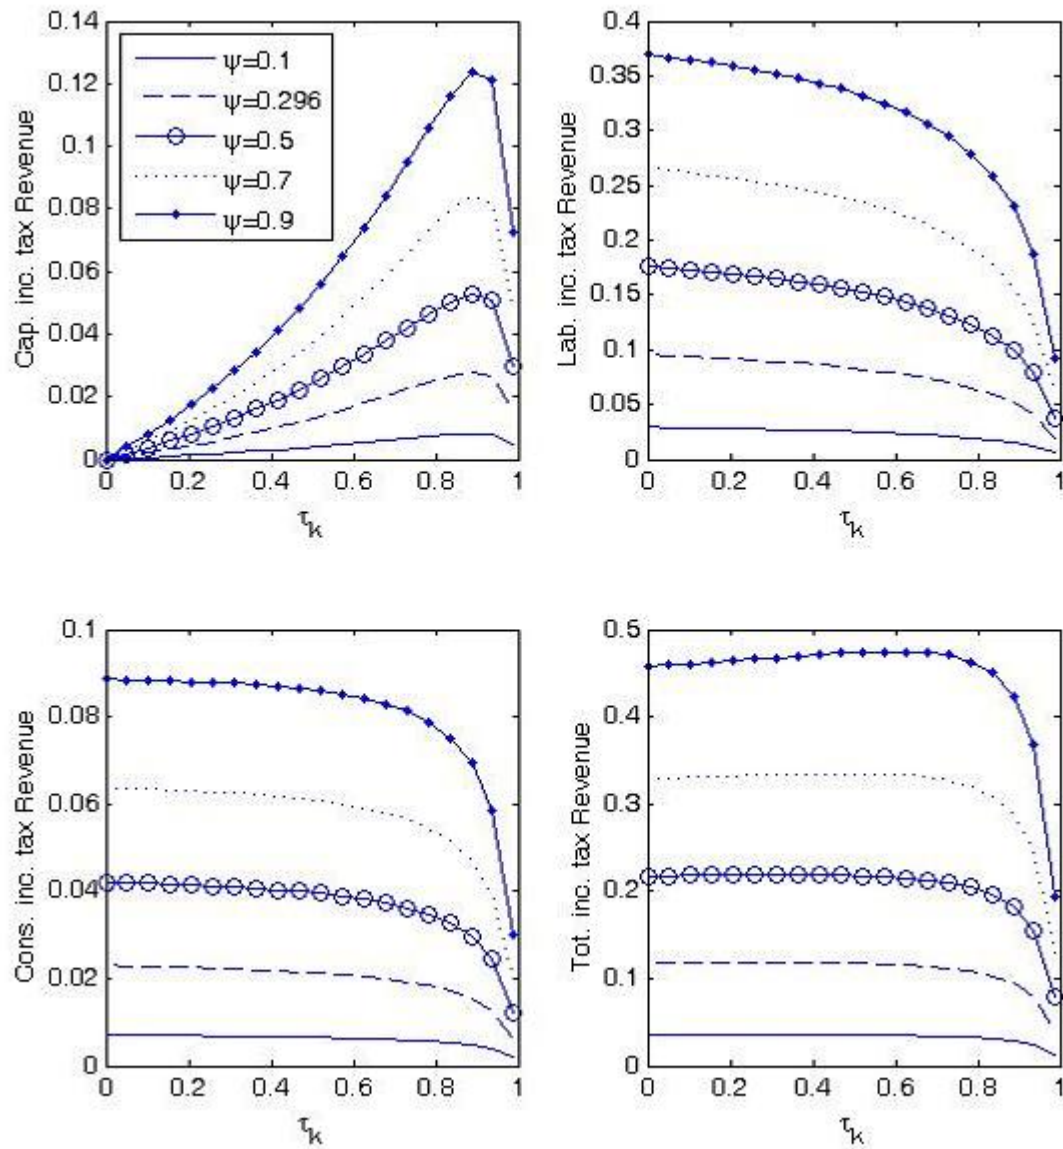 0.14
0.12
0.1
0.08
0.06
0.04
0.02
0
Cap. inc. tax Revenue
ψ=0.1
ψ=0.296
ψ=0.5
ψ=0.7
ψ=0.9
0 0.2 0.4 0.6 0.8 1
τk
0.4
0.35
0.3
0.25
0.2
0.15
0.1
0.05
0
Lab. inc. tax Revenue
0 0.2 0.4 0.6 0.8 1
τk
0.1
0.08
0.06
0.04
0.02
0
Cons. inc. tax Revenue
0 0.2 0.4 0.6 0.8 1
τk
0.5
0.4
0.3
0.2
0.1
0
Tot. inc. tax Revenue
0 0.2 0.4 0.6 0.8 1
τk